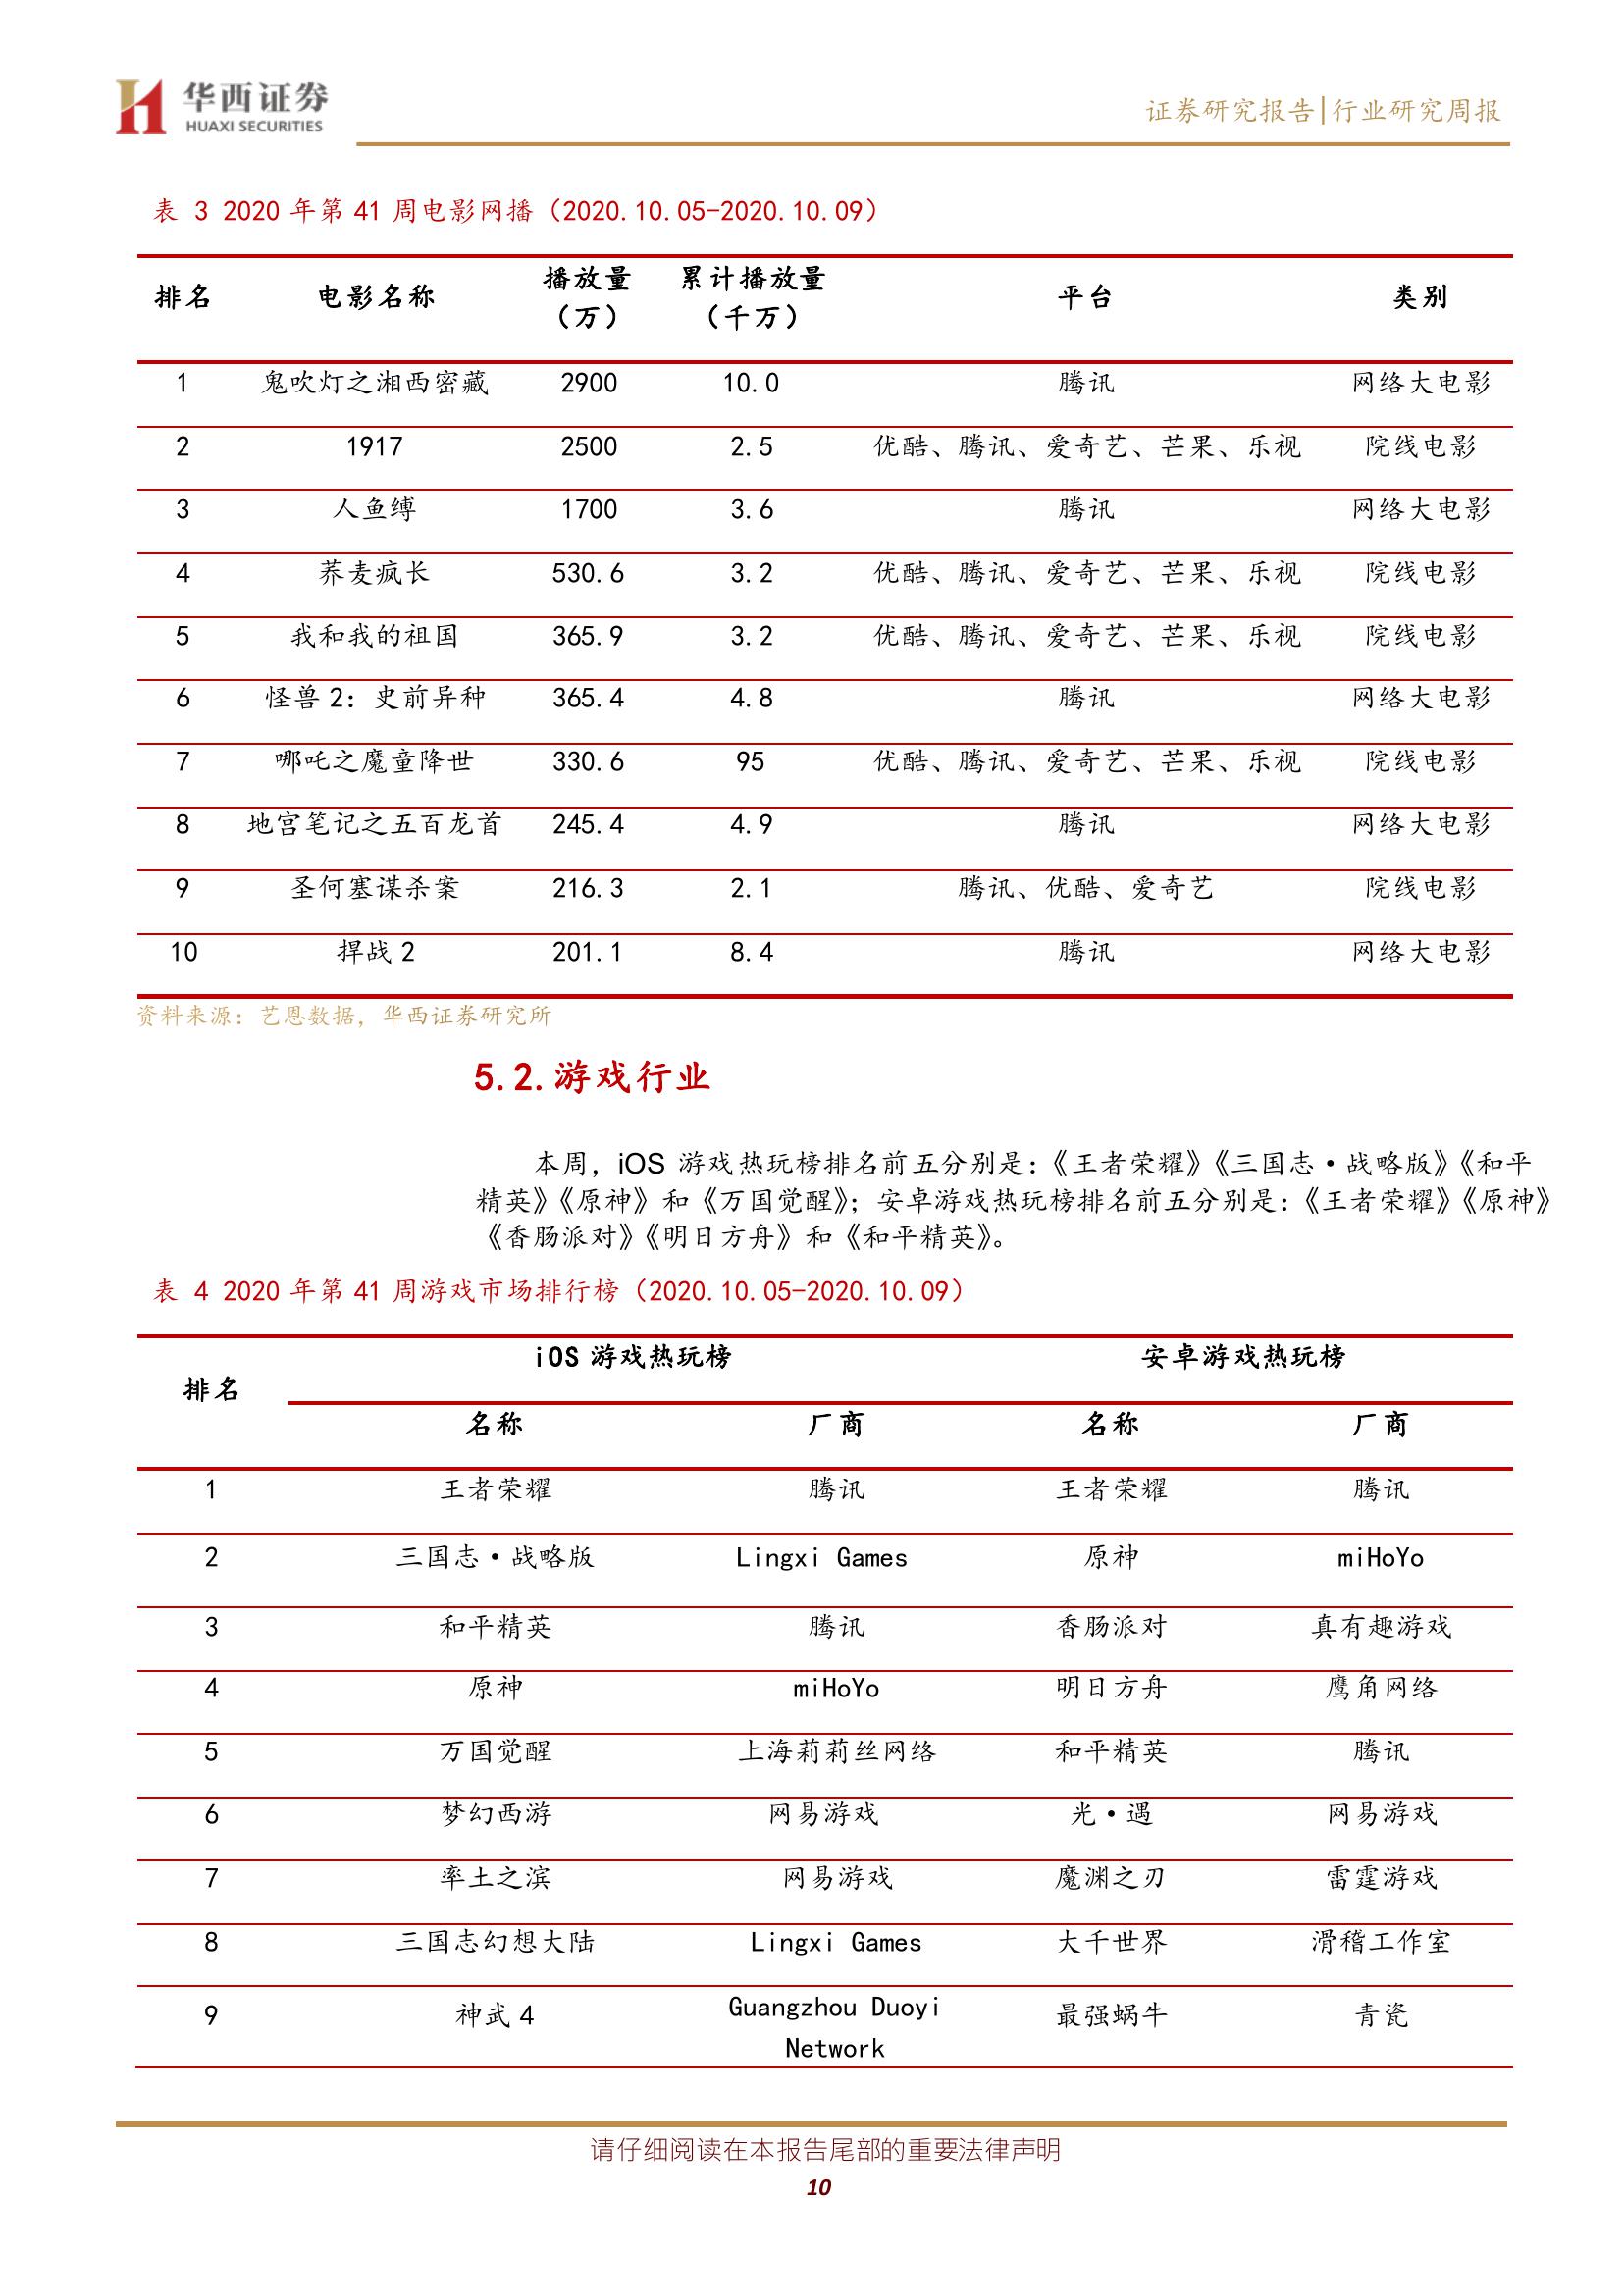 华西证券
HUAXI SECURITIES
证券研究报告|行业研究周报
表 3 2020 年第 41 周电影网播（2020.10.05-2020.10.09）
排名 电影名称 播放量（万） 累计播放量（千万） 平台 类别
1 鬼吹灯之湘西密藏 2900 10.0 腾讯 网络大电影
2 1917 2500 2.5 优酷、腾讯、爱奇艺、芒果、乐视 院线电影
3 人鱼缚 1700 3.6 腾讯 网络大电影
4 荞麦疯长 530.6 3.2 优酷、腾讯、爱奇艺、芒果、乐视 院线电影
5 我和我的祖国 365.9 3.2 优酷、腾讯、爱奇艺、芒果、乐视 院线电影
6 怪兽 2：史前异种 365.4 4.8 腾讯 网络大电影
7 哪吒之魔童降世 330.6 95 优酷、腾讯、爱奇艺、芒果、乐视 院线电影
8 地宫笔记之五百龙首 245.4 4.9 腾讯 网络大电影
9 圣何塞谋杀案 216.3 2.1 腾讯、优酷、爱奇艺 院线电影
10 捍战 2 201.1 8.4 腾讯 网络大电影
资料来源：艺恩数据，华西证券研究所
5.2.游戏行业
本周，iOS 游戏热玩榜排名前五分别是：《王者荣耀》《三国志·战略版》《和平
精英》《原神》和《万国觉醒》；安卓游戏热玩榜排名前五分别是：《王者荣耀》《原神》
《香肠派对》《明日方舟》和《和平精英》。
表 4 2020 年第 41 周游戏市场排行榜（2020.10.05-2020.10.09）
排名 iOS 游戏热玩榜 安卓游戏热玩榜
名称 厂商 名称 厂商
1 王者荣耀 腾讯 王者荣耀 腾讯
2 三国志·战略版 Lingxi Games 原神 miHoYo
3 和平精英 腾讯 香肠派对 真有趣游戏
4 原神 miHoYo 明日方舟 鹰角网络
5 万国觉醒 上海莉莉丝网络 和平精英 腾讯
6 梦幻西游 网易游戏 光·遇 网易游戏
7 率土之滨 网易游戏 魔渊之刃 雷霆游戏
8 三国志幻想大陆 Lingxi Games 大千世界 滑稽工作室
9 神武 4 Guangzhou Duoyi Network 最强蜗牛 青瓷
请仔细阅读在本报告尾部的重要法律声明
10